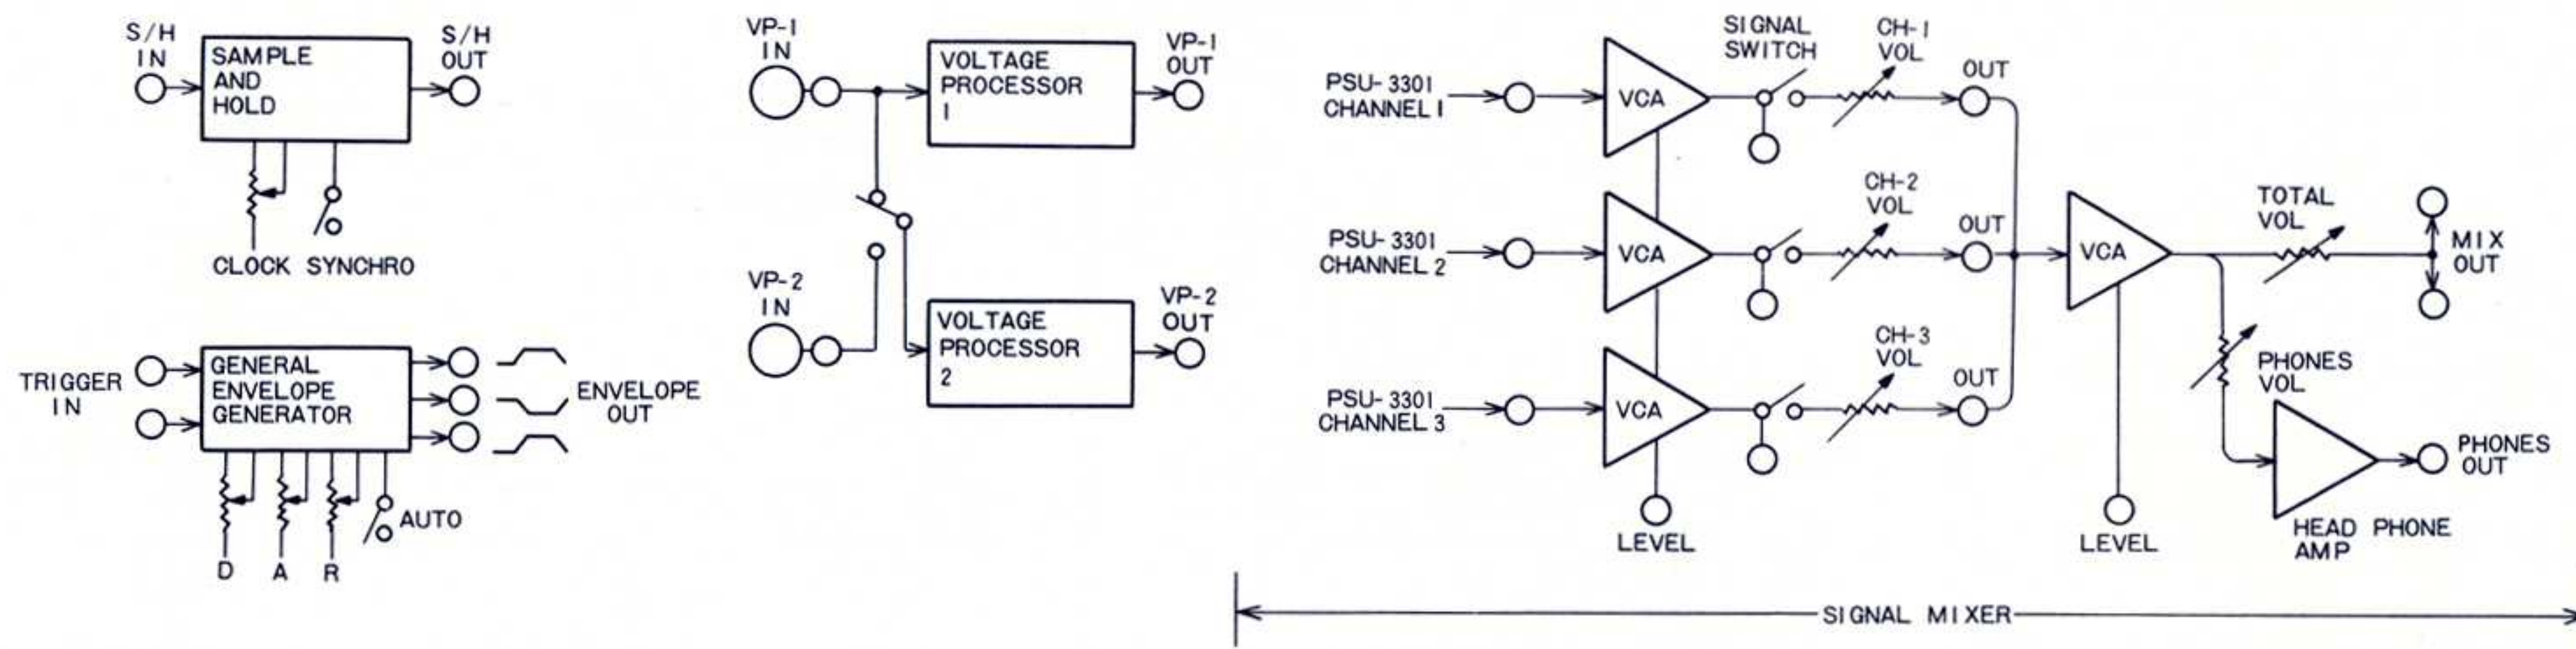 S/H
IN
SAMPLE
AND
HOLD
S/H
OUT
CLOCK SYNCHRO
TRIGGER
IN
GENERAL
ENVELOPE
GENERATOR
ENVELOPE
OUT
D A R
AUTO
VP-1
IN
VOLTAGE
PROCESSOR
1
VP-1
OUT
VP-2
IN
VOLTAGE
PROCESSOR
2
VP-2
OUT
PSU-3301
CHANNEL 1
VCA
SIGNAL
SWITCH
CH-1
VOL
OUT
PSU-3301
CHANNEL 2
VCA
CH-2
VOL
OUT
PSU-3301
CHANNEL 3
VCA
CH-3
VOL
OUT
LEVEL
VCA
LEVEL
TOTAL
VOL
MIX
OUT
PHONES
VOL
HEAD PHONE
AMP
PHONES
OUT
SIGNAL MIXER